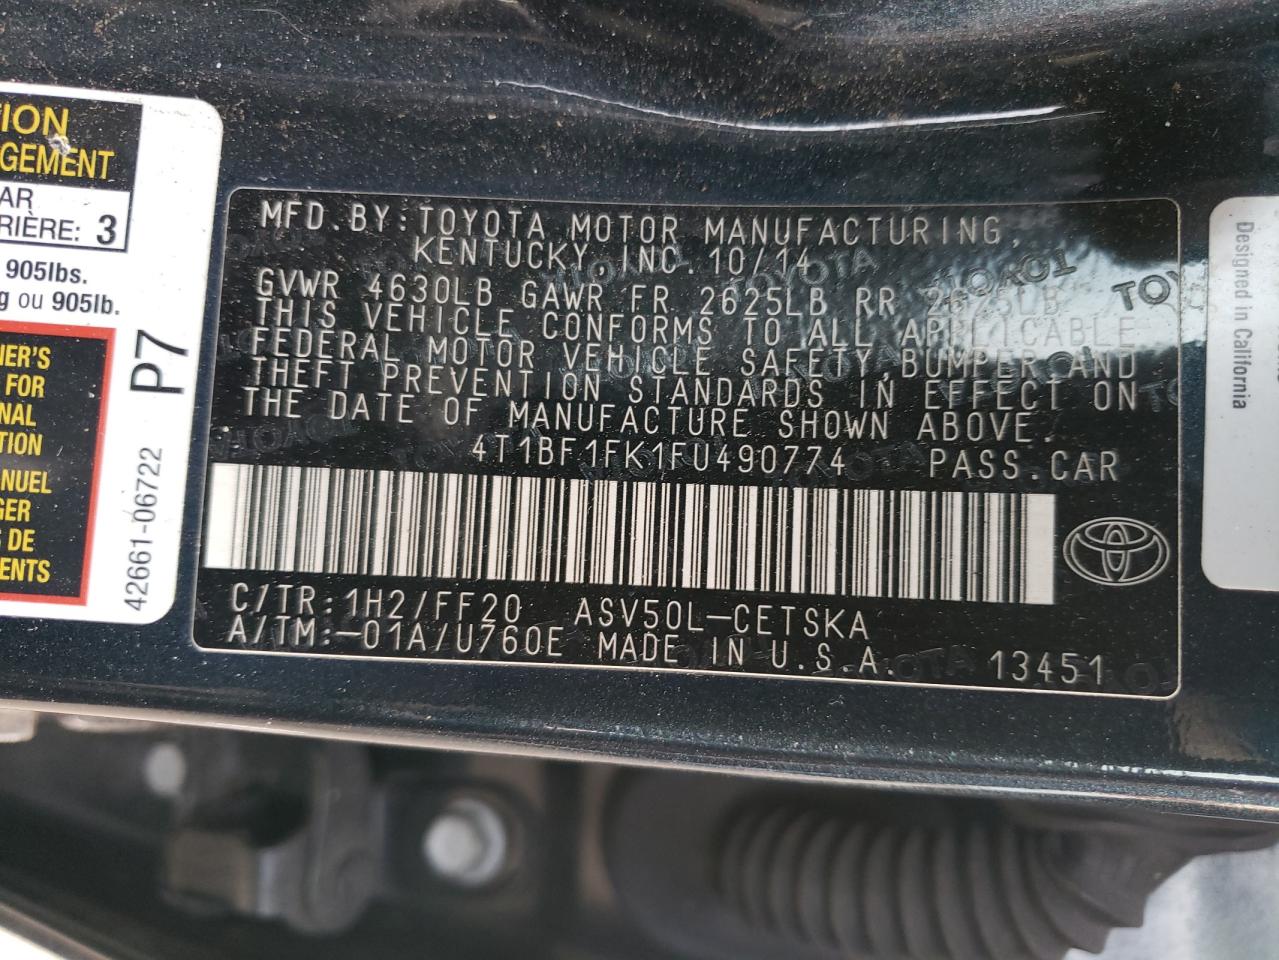 ION
GEMENT
AR
RIÈRE: 3
905lbs.
g ou 905lb.
NER'S
FOR
NAL
TION
NUEL
GER
S DE
ENTS
42661-06722 P7
MFD.BY:TOYOTA MOTOR MANUFACTURING,
KENTUCKY,INC.10/14
GVWR 4630LB GAWR FR 2625LB RR 2625LB
THIS VEHICLE CONFORMS TO ALL APPLICABLE
FEDERAL MOTOR VEHICLE SAFETY,BUMPER AND
THEFT PREVENTION STANDARDS IN EFFECT ON
THE DATE OF MANUFACTURE SHOWN ABOVE.
4T1BF1FK1FU490774 PASS.CAR
C/TR:1H2/FF20 ASV50L-CETSKA
A/TM:-01A/U760E MADE IN U.S.A. 13451
Designed in California